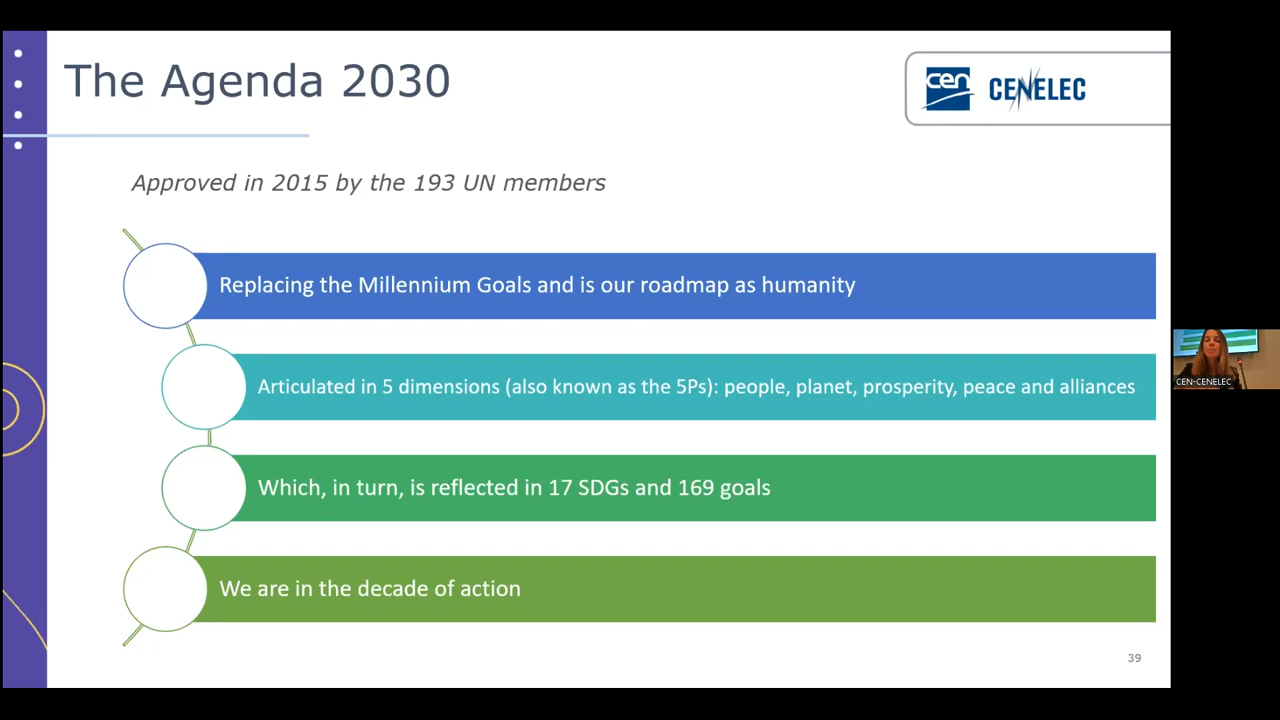 The Agenda 2030
cen
CENELEC
Approved in 2015 by the 193 UN members
Replacing the Millennium Goals and is our roadmap as humanity
Articulated in 5 dimensions (also known as the 5Ps): people, planet, prosperity, peace and alliances
Which, in turn, is reflected in 17 SDGs and 169 goals
We are in the decade of action
39
CEN-CENELEC